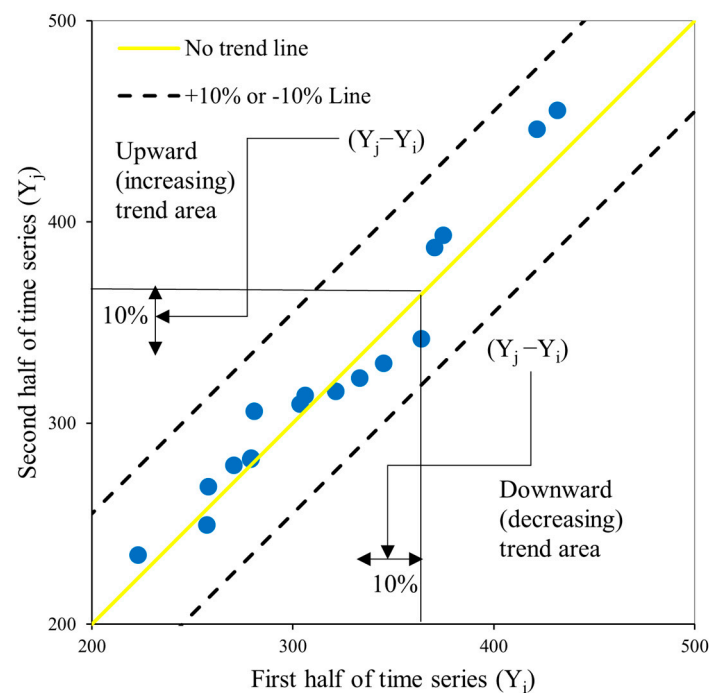 500
No trend line
+10% or -10% Line
(Yj−Yi)
Upward
(increasing)
trend area
400
10%
(Yj −Yi)
300
Downward
(decreasing)
trend area
10%
200
200
300
400
500
First half of time series (Yi)
Second half of time series (Yj)